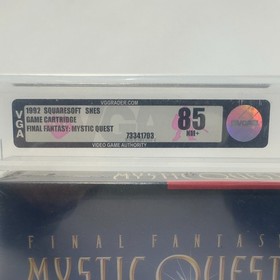 VGGRADER.COM
VGA
1992 SQUARESOFT SNES
GAME CARTRIDGE
FINAL FANTASY: MYSTIC QUEST
73341703
85
NM+
VIDEO GAME AUTHORITY
FINAL FANTASY
MYSTIC QUEST